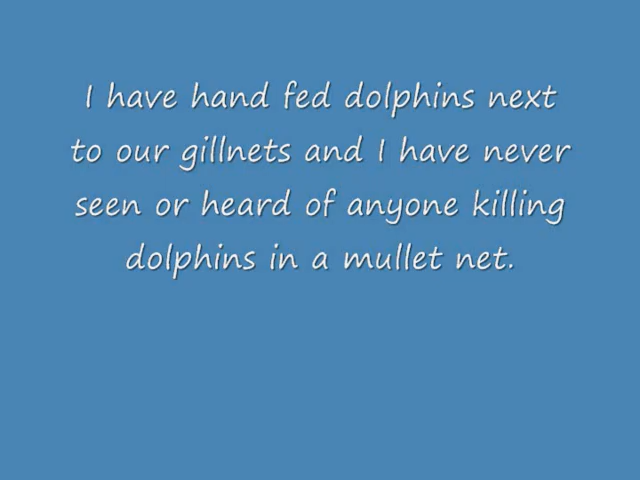 I have hand fed dolphins next
to our gillnets and I have never
seen or heard of anyone killing
dolphins in a mullet net.